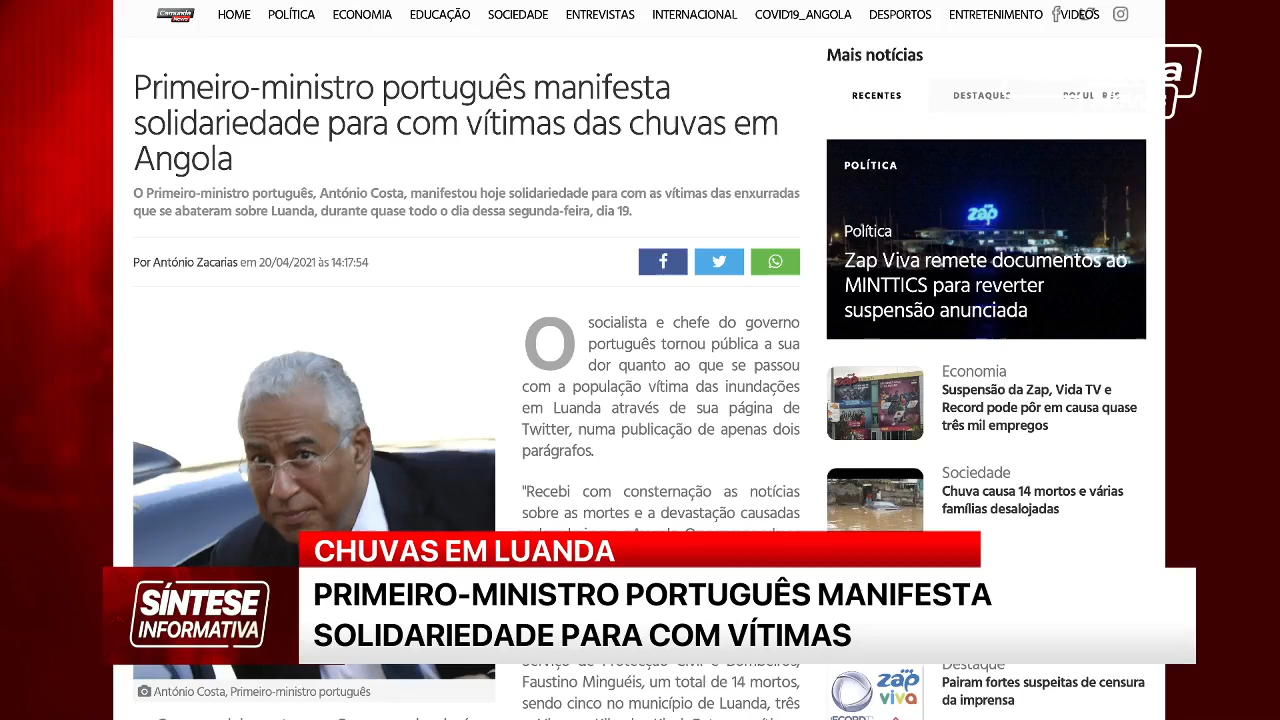 Camunda News
HOME POLÍTICA ECONOMIA EDUCAÇÃO SOCIEDADE ENTREVISTAS INTERNACIONAL COVID19_ANGOLA DESPORTOS ENTRETENIMENTO VÍDEOS
Primeiro-ministro português manifesta
solidariedade para com vítimas das chuvas em
Angola
O Primeiro-ministro português, António Costa, manifestou hoje solidariedade para com as vítimas das enxurradas
que se abateram sobre Luanda, durante quase todo o dia dessa segunda-feira, dia 19.
Por António Zacarias em 20/04/2021 às 14:17:54
O socialista e chefe do governo
português tornou pública a sua
dor quanto ao que se passou
com a população vítima das inundações
em Luanda através de sua página de
Twitter, numa publicação de apenas dois
parágrafos.
"Recebi com consternação as notícias
sobre as mortes e a devastação causadas
António Costa, Primeiro-ministro português
Faustino Minguéis, um total de 14 mortos,
sendo cinco no município de Luanda, três
Mais notícias
RECENTES DESTAQUES POPULARES
POLÍTICA
zap
Política
Zap Viva remete documentos ao
MINTTICS para reverter
suspensão anunciada
Economia
Suspensão da Zap, Vida TV e
Record pode pôr em causa quase
três mil empregos
Sociedade
Chuva causa 14 mortos e várias
famílias desalojadas
Destaque
Pairam fortes suspeitas de censura
da imprensa
zap
viva
CHUVAS EM LUANDA
SÍNTESE
INFORMATIVA
PRIMEIRO-MINISTRO PORTUGUÊS MANIFESTA
SOLIDARIEDADE PARA COM VÍTIMAS